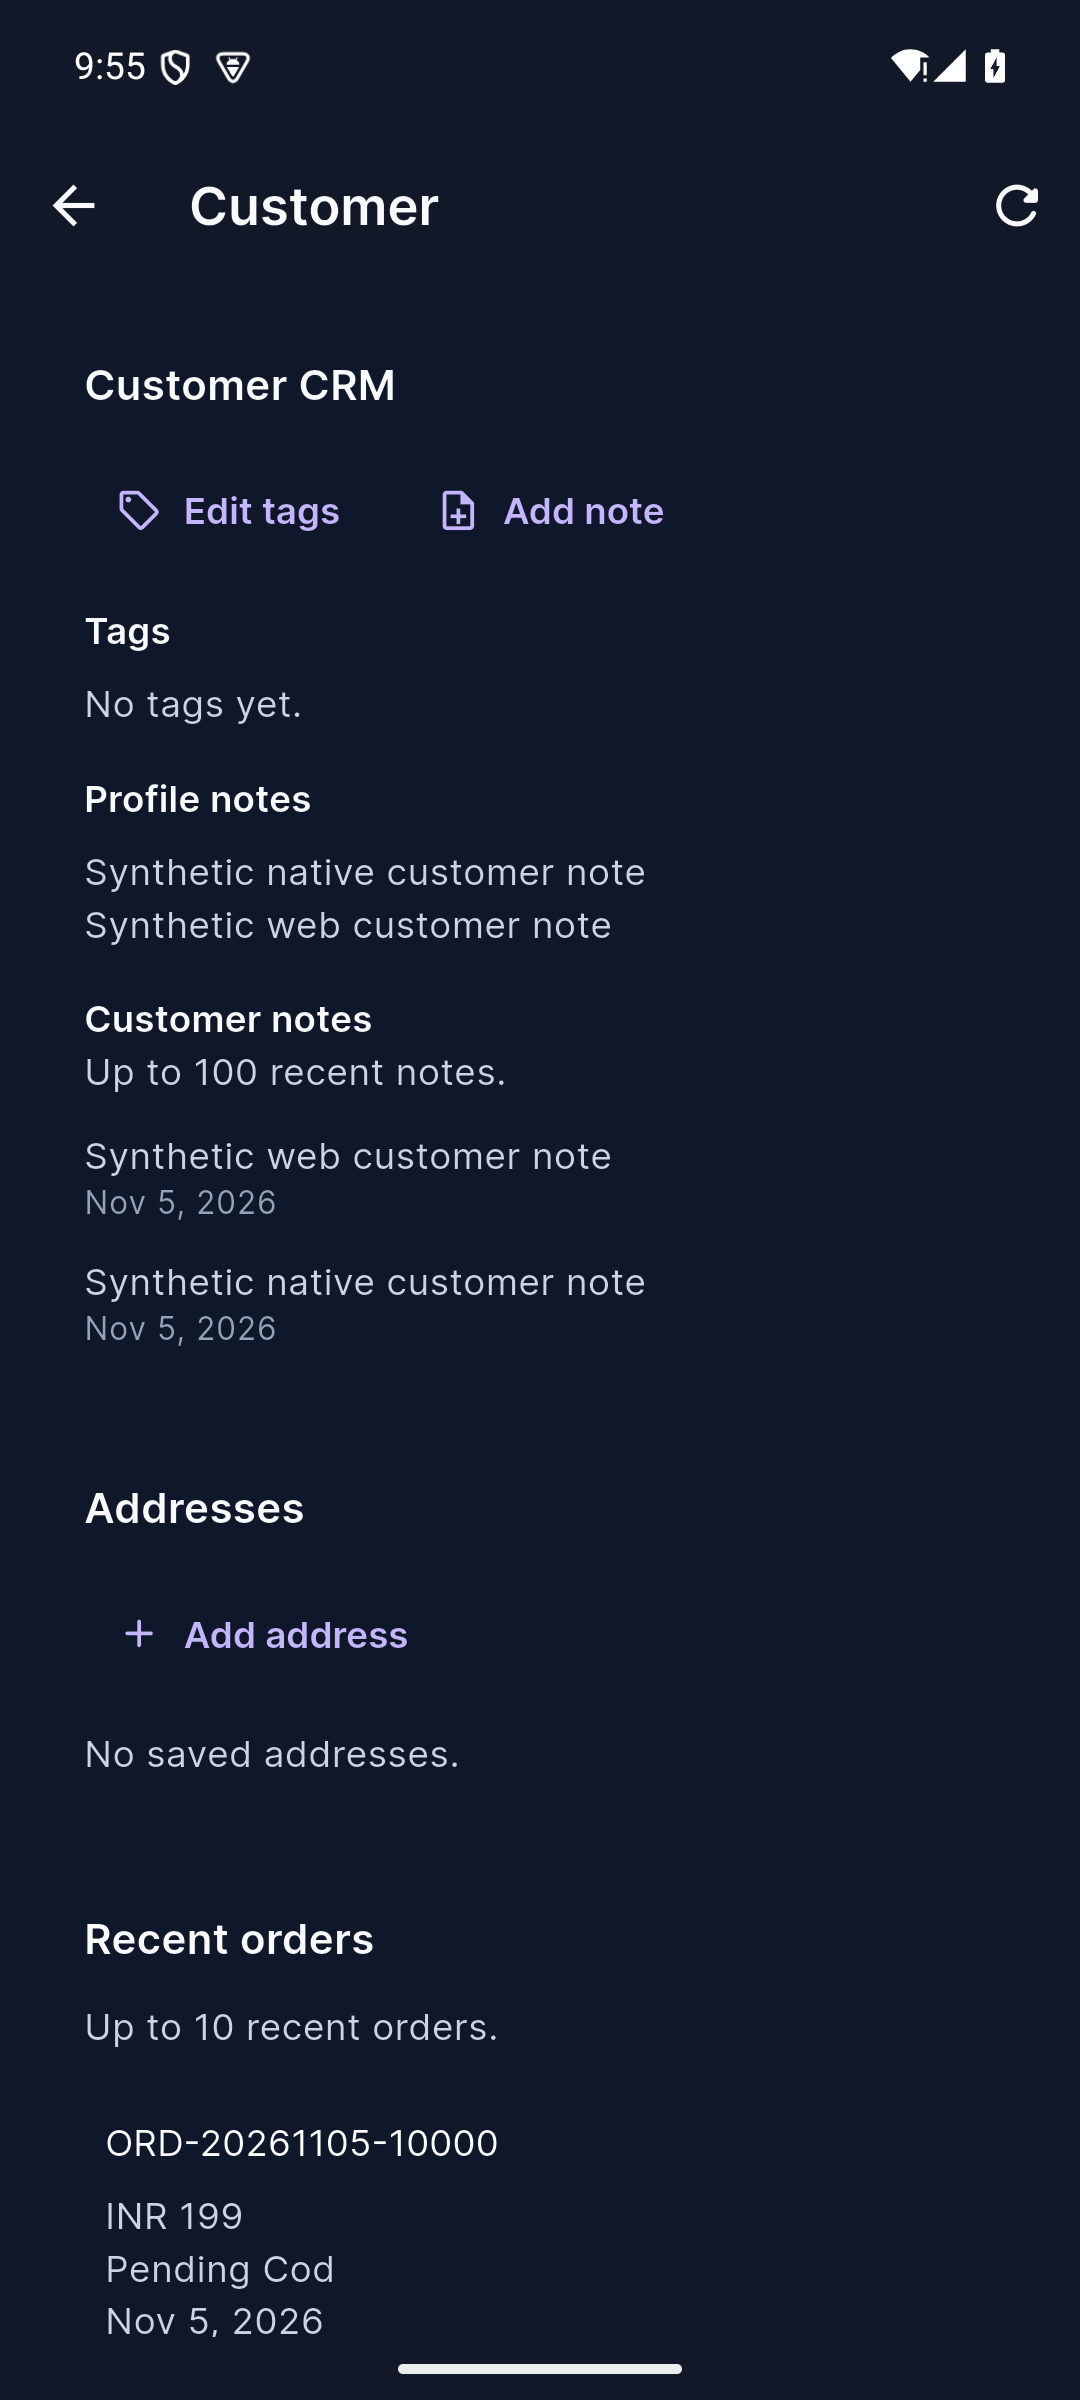 9:55
Customer
Customer CRM
Edit tags Add note
Tags
No tags yet.
Profile notes
Synthetic native customer note
Synthetic web customer note
Customer notes
Up to 100 recent notes.
Synthetic web customer note
Nov 5, 2026
Synthetic native customer note
Nov 5, 2026
Addresses
Add address
No saved addresses.
Recent orders
Up to 10 recent orders.
ORD-20261105-10000
INR 199
Pending Cod
Nov 5, 2026